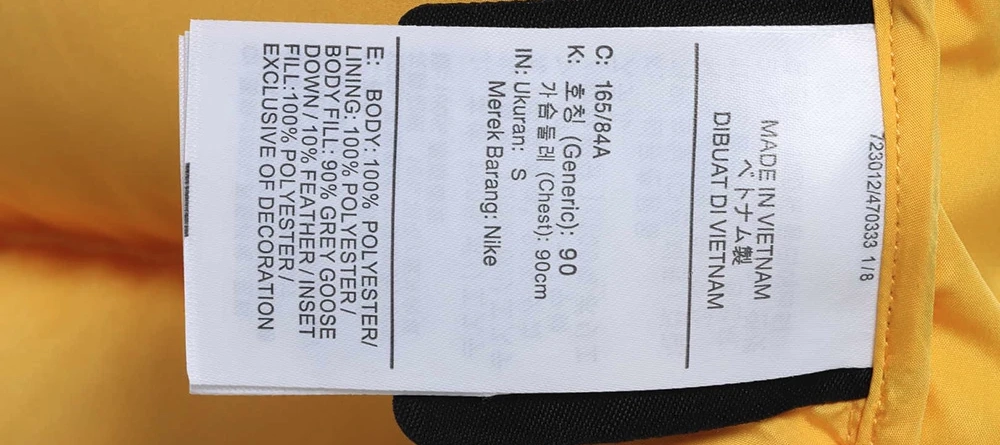 723012/470333 1/8
MADE IN VIETNAM
ベトナム製
DIBUAT DI VIETNAM
C: 165/84A
K: 호칭 (Generic): 90
가슴둘레 (Chest): 90cm
IN: Ukuran: S
Merek Barang: Nike
E: BODY: 100% POLYESTER/
LINING: 100% POLYESTER/
BODY FILL: 90% GREY GOOSE
DOWN / 10% FEATHER / INSET
FILL:100% POLYESTER /
EXCLUSIVE OF DECORATION